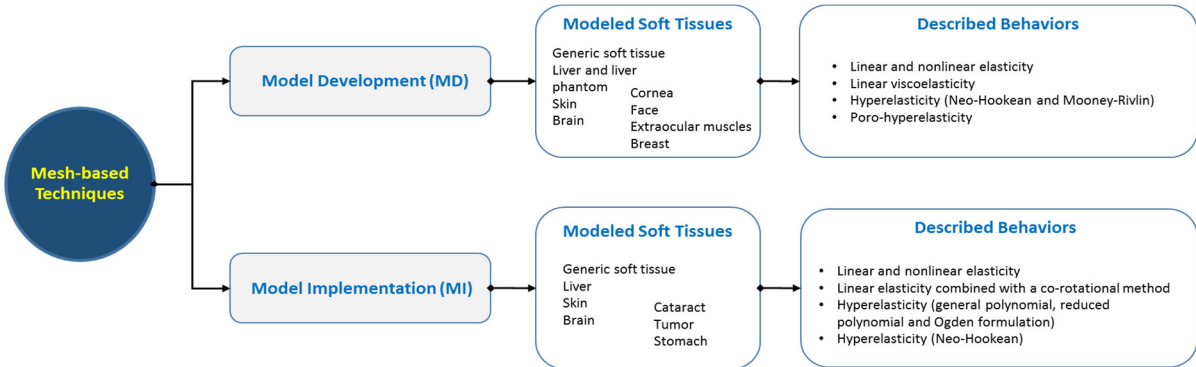 Mesh-based
Techniques
Model Development (MD)
Modeled Soft Tissues
Generic soft tissue
Liver and liver
phantom
Skin
Brain
Cornea
Face
Extraocular muscles
Breast
Described Behaviors
• Linear and nonlinear elasticity
• Linear viscoelasticity
• Hyperelasticity (Neo-Hookean and Mooney-Rivlin)
• Poro-hyperelasticity
Model Implementation (MI)
Modeled Soft Tissues
Generic soft tissue
Liver
Skin
Brain
Cataract
Tumor
Stomach
Described Behaviors
• Linear and nonlinear elasticity
• Linear elasticity combined with a co-rotational method
• Hyperelasticity (general polynomial, reduced
polynomial and Ogden formulation)
• Hyperelasticity (Neo-Hookean)